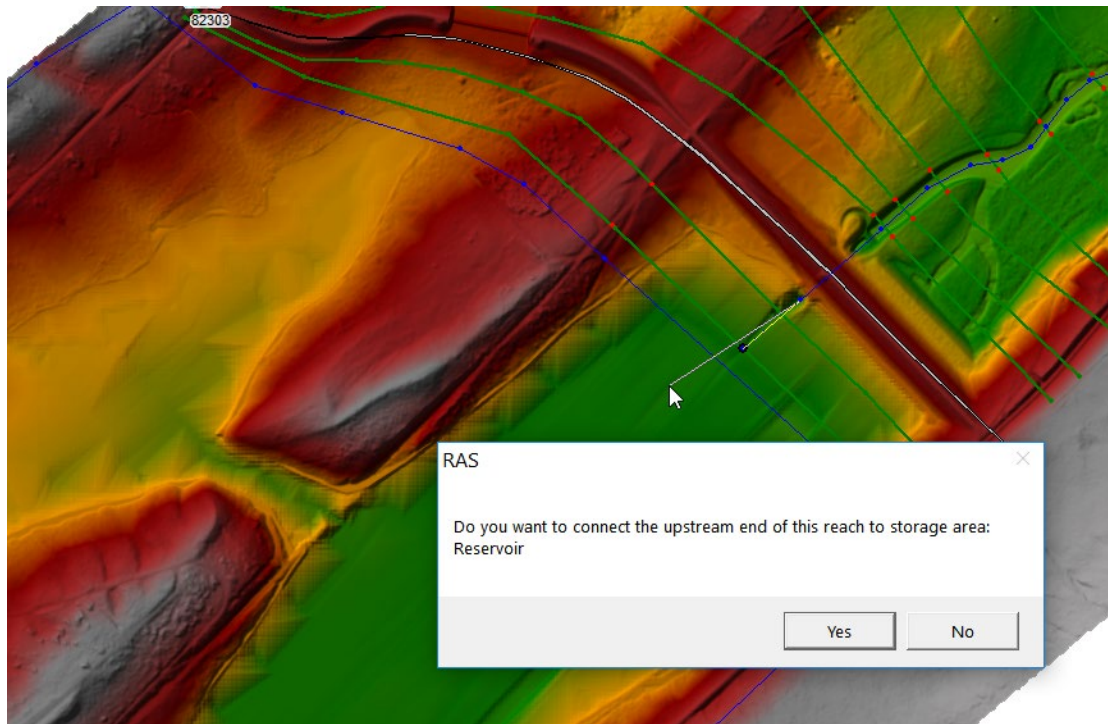 82303
RAS
Do you want to connect the upstream end of this reach to storage area:
Reservoir
Yes
No